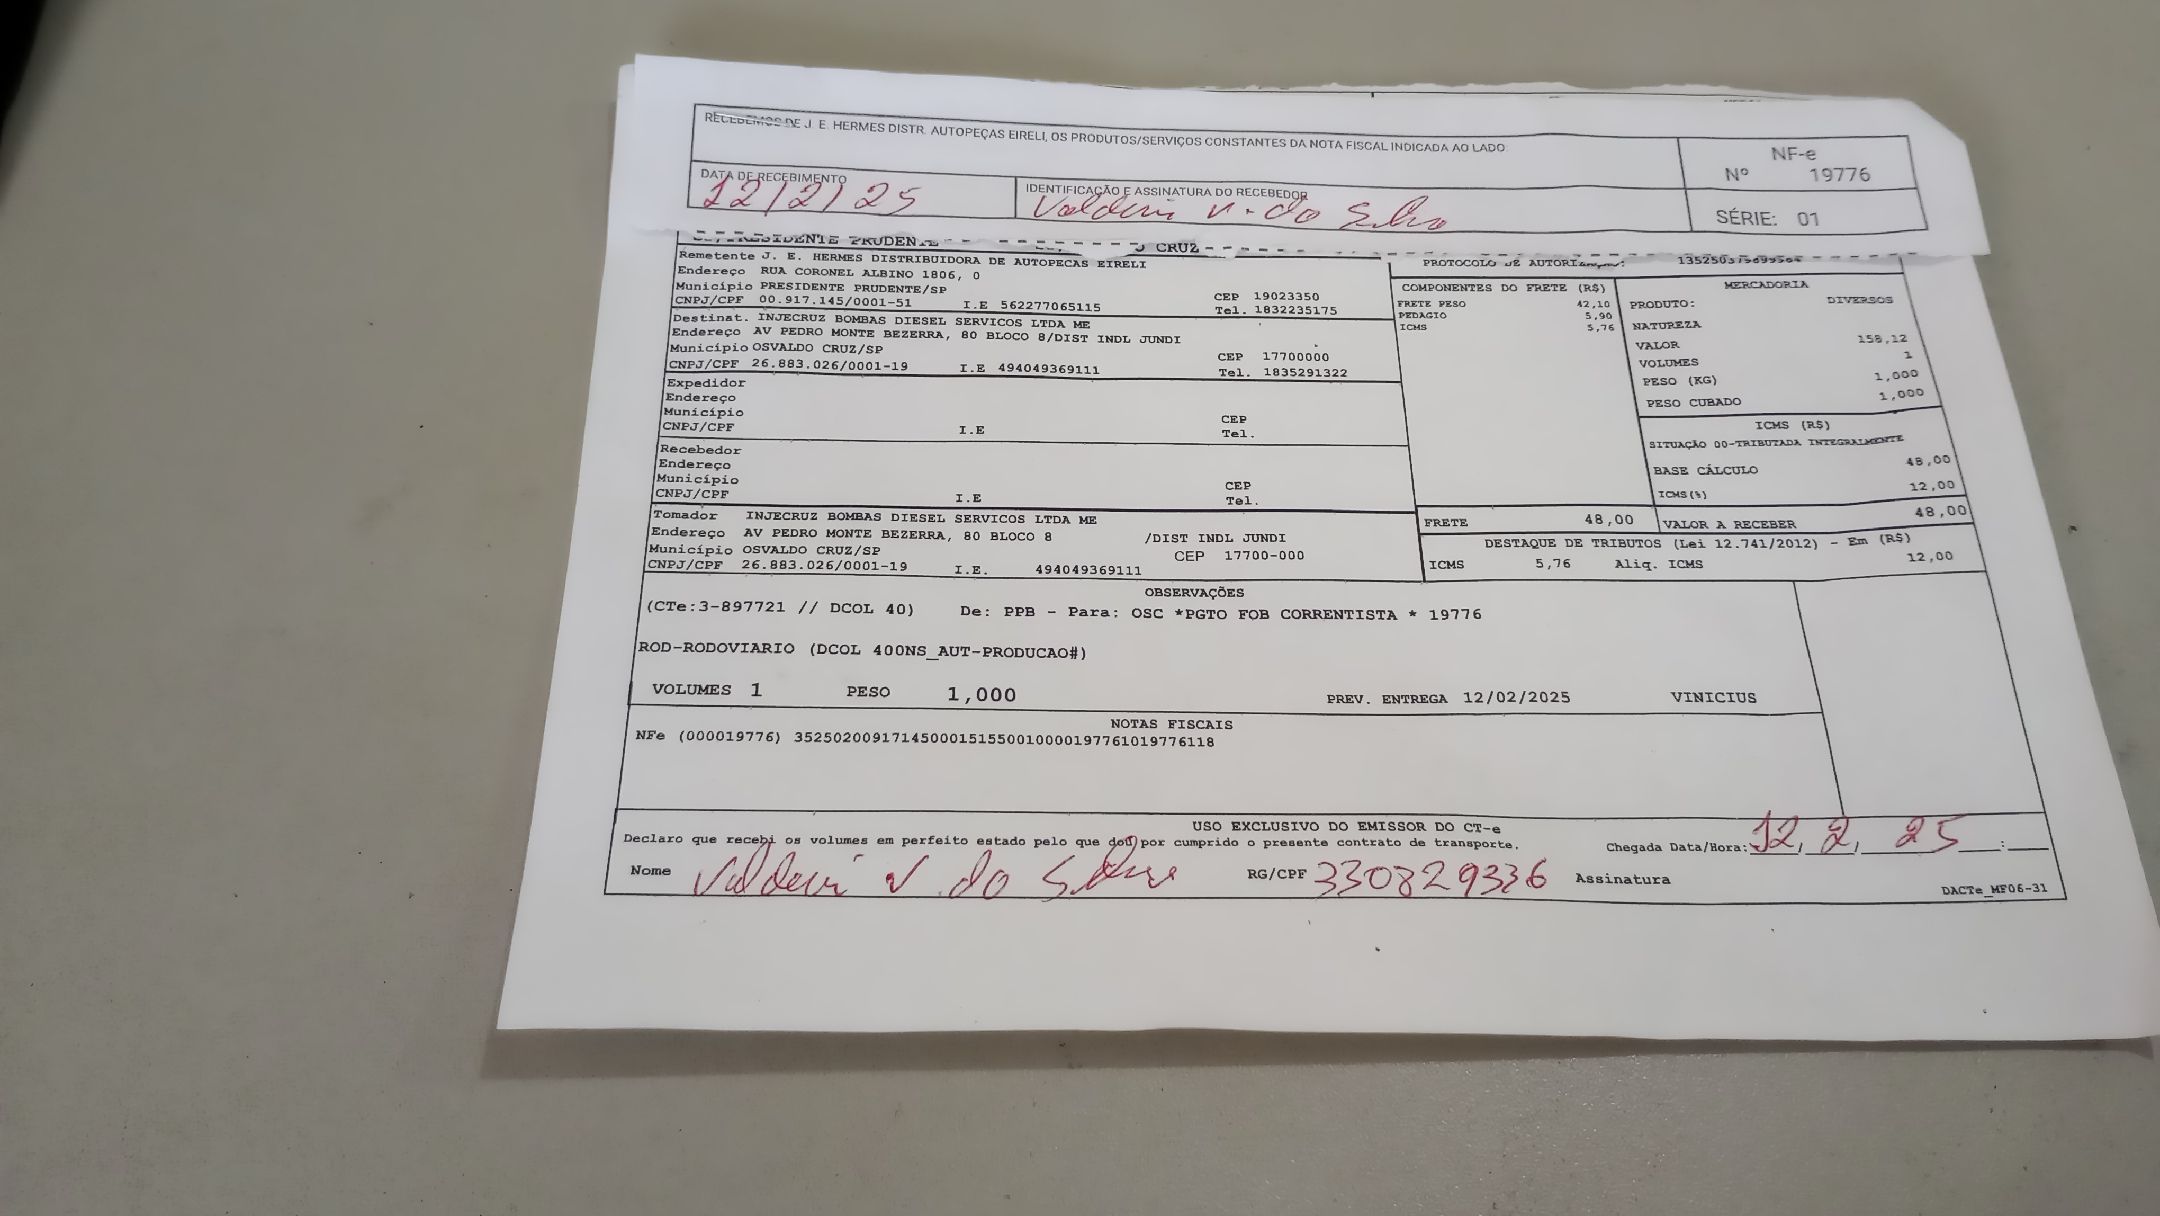 RECEBEMOS DE J. E. HERMES DISTR. AUTOPEÇAS EIRELI, OS PRODUTOS/SERVIÇOS CONSTANTES DA NOTA FISCAL INDICADA AO LADO
NF-e
Nº 19776
SÉRIE: 01
DATA DE RECEBIMENTO
12/2/25
IDENTIFICAÇÃO E ASSINATURA DO RECEBEDOR
Valdeni V. da Silva
PRESIDENTE PRUDEN CRUZ
Remetente J. E. HERMES DISTRIBUIDORA DE AUTOPECAS EIRELI
Endereço RUA CORONEL ALBINO 1806, 0
Município PRESIDENTE PRUDENTE/SP CEP 19023350
CNPJ/CPF 00.917.145/0001-51 I.E 562277065115 Tel. 1832235175
Destinat. INJECRUZ BOMBAS DIESEL SERVICOS LTDA ME
Endereço AV PEDRO MONTE BEZERRA, 80 BLOCO 8/DIST INDL JUNDI
Município OSVALDO CRUZ/SP CEP 17700000
CNPJ/CPF 26.883.026/0001-19 I.E 494049369111 Tel. 1835291322
Expedidor
Endereço
Município CEP
CNPJ/CPF I.E Tel.
Recebedor
Endereço
Município CEP
CNPJ/CPF I.E Tel.
Tomador INJECRUZ BOMBAS DIESEL SERVICOS LTDA ME
Endereço AV PEDRO MONTE BEZERRA, 80 BLOCO 8 /DIST INDL JUNDI
Município OSVALDO CRUZ/SP CEP 17700-000
CNPJ/CPF 26.883.026/0001-19 I.E. 494049369111
PROTOCOLO DE
COMPONENTES DO FRETE (R$)
FRETE PESO 42,10
PEDAGIO 5,90
ICMS 5,76
MERCADORIA
PRODUTO: DIVERSOS
NATUREZA
VALOR 158,12
VOLUMES 1
PESO (KG) 1,000
PESO CUBADO 1,000
ICMS (R$)
SITUAÇÃO 00-TRIBUTADA INTEGRALMENTE
BASE CÁLCULO 48,00
ICMS(%) 12,00
FRETE 48,00 VALOR A RECEBER 48,00
DESTAQUE DE TRIBUTOS (Lei 12.741/2012) - Em (R$)
ICMS 5,76 Aliq. ICMS 12,00
OBSERVAÇÕES
(CTe:3-897721 // DCOL 40) De: PPB - Para: OSC *PGTO FOB CORRENTISTA * 19776
ROD-RODOVIARIO (DCOL 400NS_AUT-PRODUCAO#)
VOLUMES 1 PESO 1,000 PREV. ENTREGA 12/02/2025 VINICIUS
NOTAS FISCAIS
NFe (000019776) 35250200917145000151550010000197761019776118
USO EXCLUSIVO DO EMISSOR DO CT-e
Declaro que recebi os volumes em perfeito estado pelo que dou por cumprido o presente contrato de transporte.
Chegada Data/Hora: 12, 2, 25 __:__
Nome Valdeni V. da Silva RG/CPF 330829336 Assinatura
DACTe_MF06-31